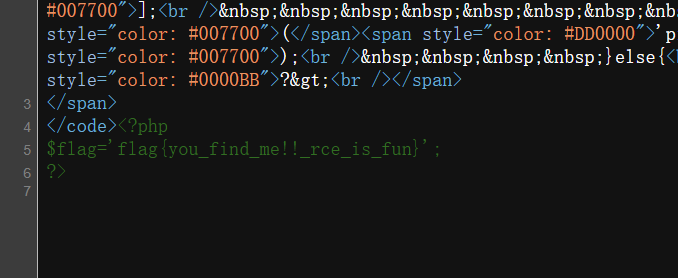 #007700">];<br />&nbsp;&nbsp;&nbsp;&nbsp;&nbsp;&nbsp;&nbsp;&nb
style="color: #007700">(</span><span style="color: #DD0000">'p
style="color: #007700">);<br />&nbsp;&nbsp;&nbsp;&nbsp;}else{<b
style="color: #0000BB">?&gt;<br /></span>
3 </span>
4 </code><?php
5 $flag='flag{you_find_me!!_rce_is_fun}';
6 ?>
7